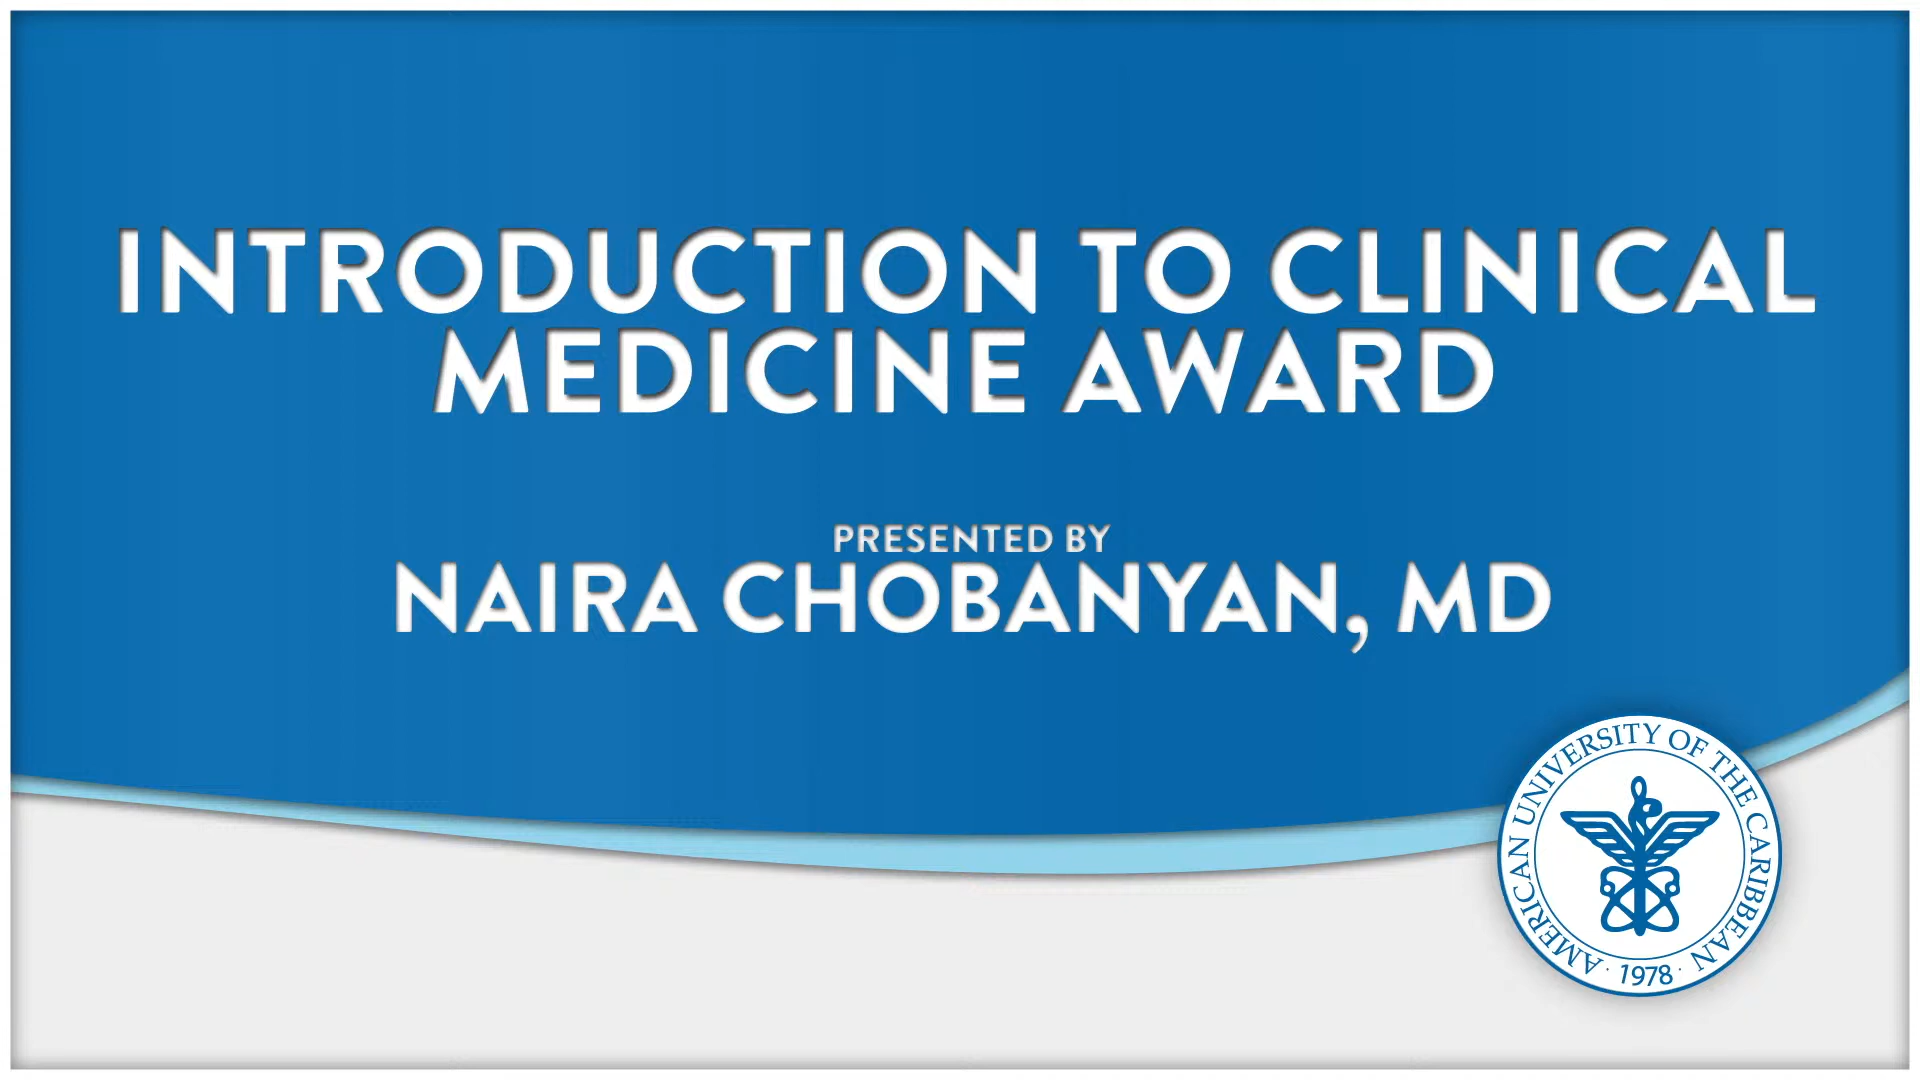 INTRODUCTION TO CLINICAL
MEDICINE AWARD
PRESENTED BY
NAIRA CHOBANYAN, MD
AMERICAN UNIVERSITY OF THE CARIBBEAN
· 1978 ·